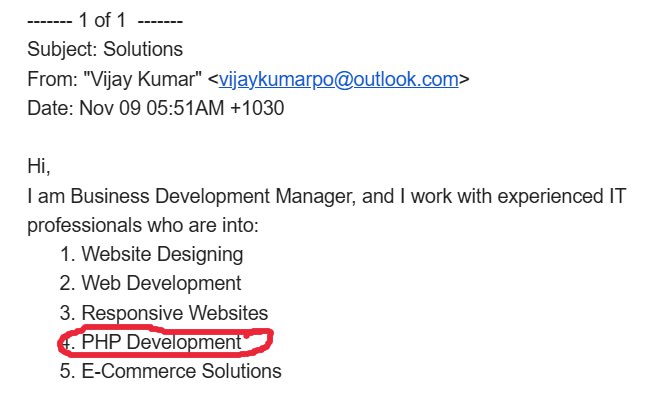 ------- 1 of 1 -------
Subject: Solutions
From: "Vijay Kumar" <vijaykumarpo@outlook.com>
Date: Nov 09 05:51AM +1030
Hi,
I am Business Development Manager, and I work with experienced IT
professionals who are into:
1. Website Designing
2. Web Development
3. Responsive Websites
4. PHP Development
5. E-Commerce Solutions